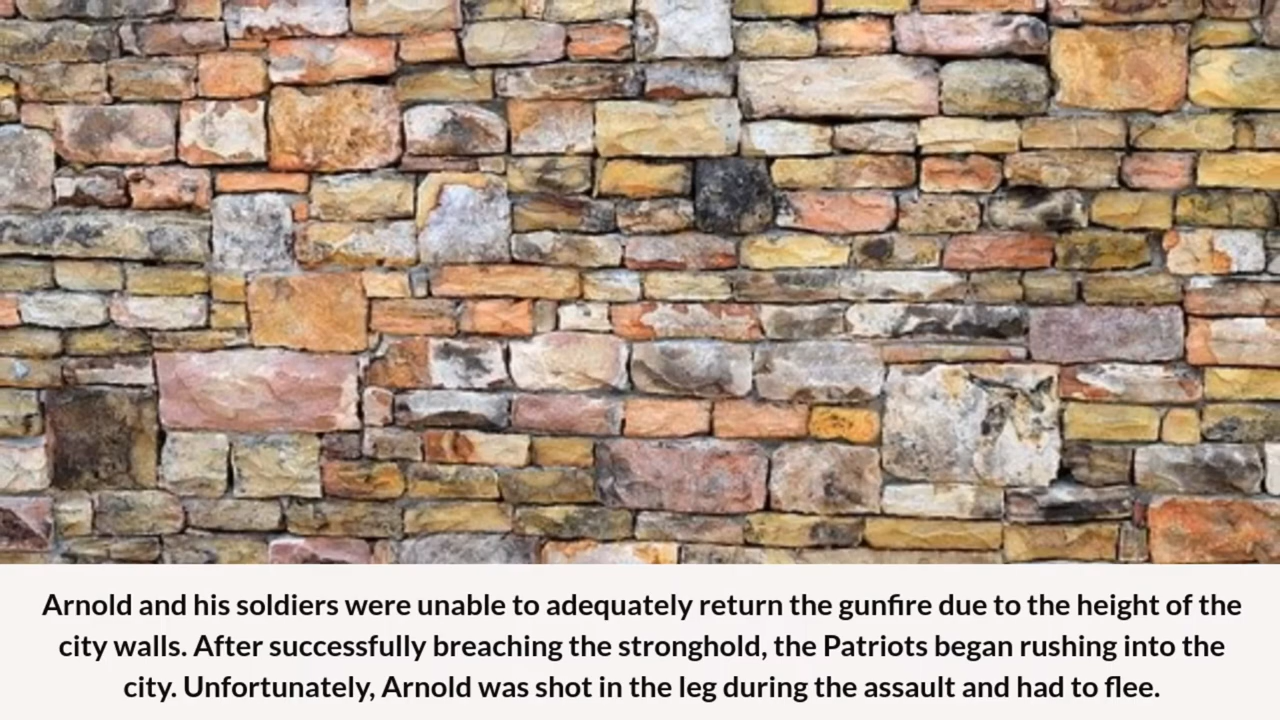 Arnold and his soldiers were unable to adequately return the gunfire due to the height of the
city walls. After successfully breaching the stronghold, the Patriots began rushing into the
city. Unfortunately, Arnold was shot in the leg during the assault and had to flee.